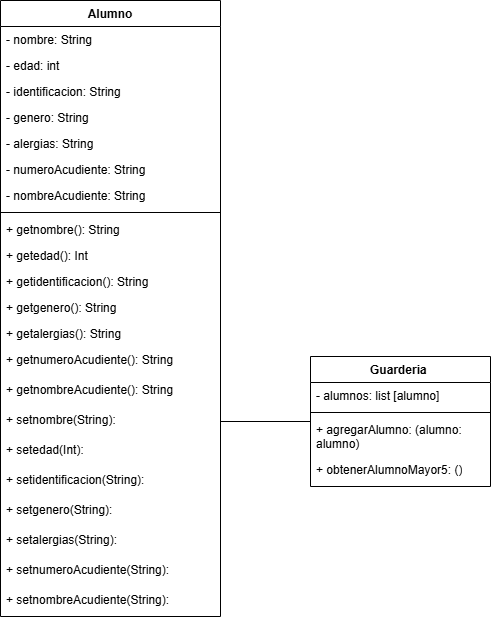 Alumno
- nombre: String
- edad: int
- identificacion: String
- genero: String
- alergias: String
- numeroAcudiente: String
- nombreAcudiente: String
+ getnombre(): String
+ getedad(): Int
+ getidentificacion(): String
+ getgenero(): String
+ getalergias(): String
+ getnumeroAcudiente(): String
+ getnombreAcudiente(): String
+ setnombre(String):
+ setedad(Int):
+ setidentificacion(String):
+ setgenero(String):
+ setalergias(String):
+ setnumeroAcudiente(String):
+ setnombreAcudiente(String):
Guarderia
- alumnos: list [alumno]
+ agregarAlumno: (alumno:
alumno)
+ obtenerAlumnoMayor5: ()